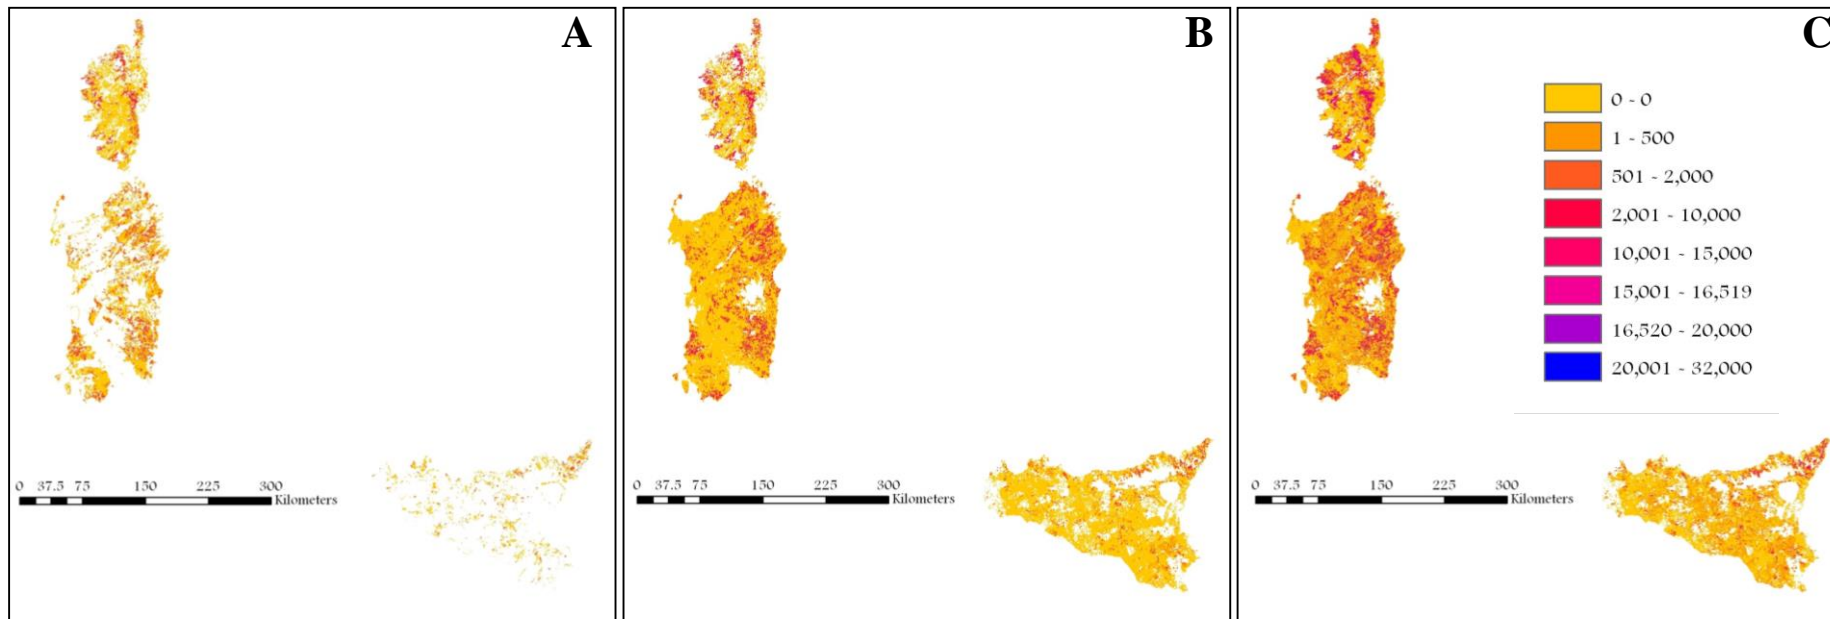 A
B
C
0 - 0
1 - 500
501 - 2,000
2,001 - 10,000
10,001 - 15,000
15,001 - 16,519
16,520 - 20,000
20,001 - 32,000
0 37.5 75 150 225 300
Kilometers
0 37.5 75 150 225 300
Kilometers
0 37.5 75 150 225 300
Kilometers